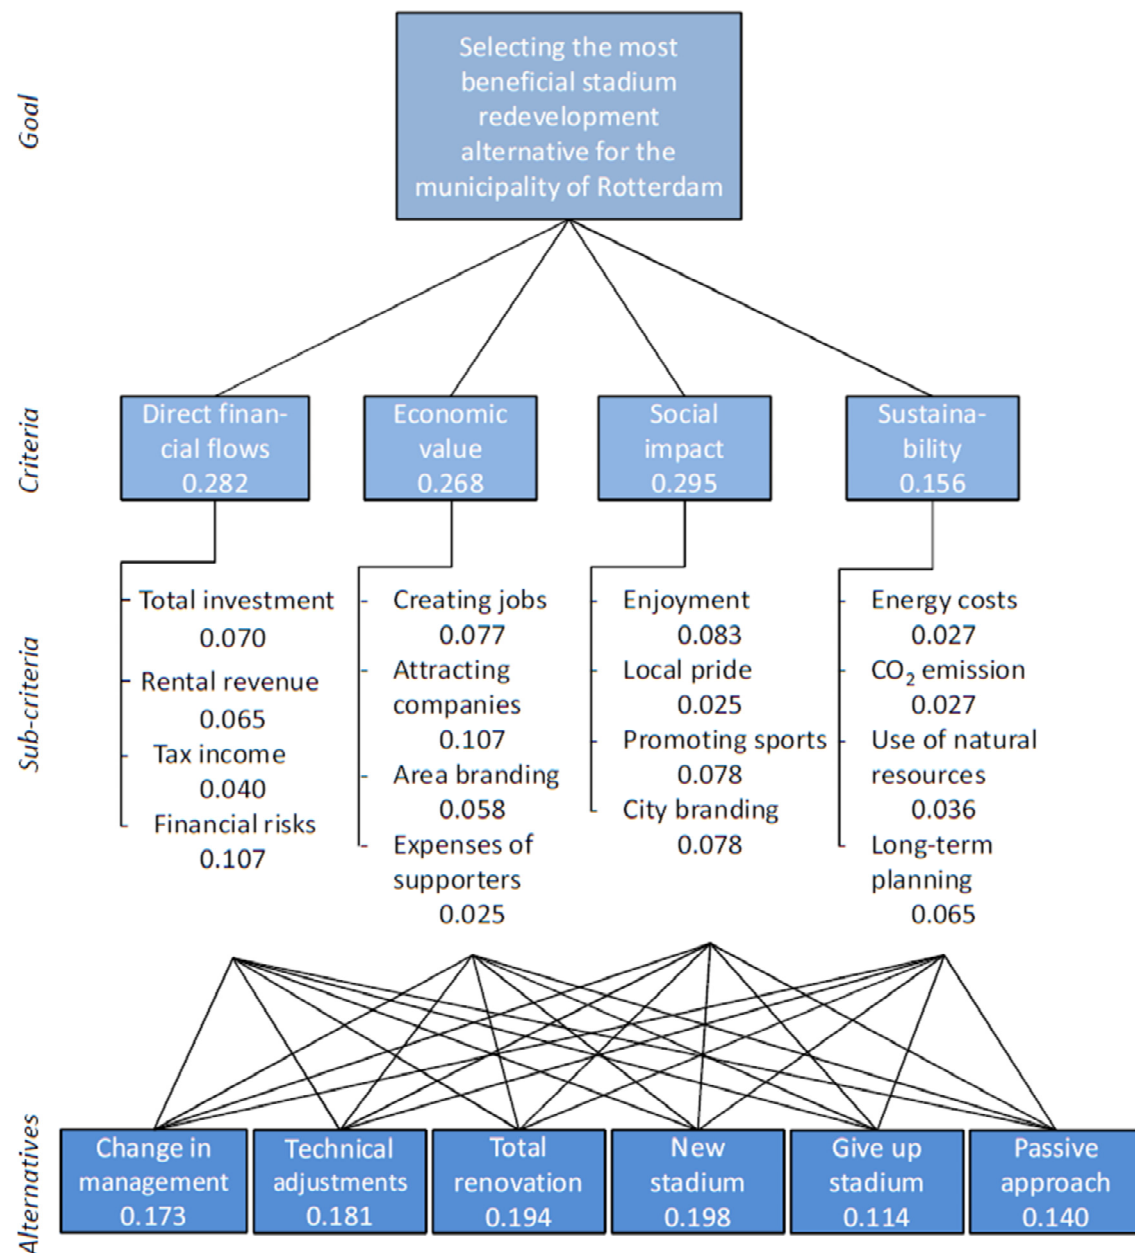 Goal
Selecting the most
beneficial stadium
redevelopment
alternative for the
municipality of Rotterdam
Criteria
Direct finan-
cial flows
0.282
Economic
value
0.268
Social
impact
0.295
Sustaina-
bility
0.156
Sub-criteria
Total investment
0.070
Rental revenue
0.065
Tax income
0.040
Financial risks
0.107
Creating jobs
0.077
Attracting
companies
0.107
Area branding
0.058
Expenses of
supporters
0.025
Enjoyment
0.083
Local pride
0.025
Promoting sports
0.078
City branding
0.078
Energy costs
0.027
CO₂ emission
0.027
Use of natural
resources
0.036
Long-term
planning
0.065
Alternatives
Change in
management
0.173
Technical
adjustments
0.181
Total
renovation
0.194
New
stadium
0.198
Give up
stadium
0.114
Passive
approach
0.140